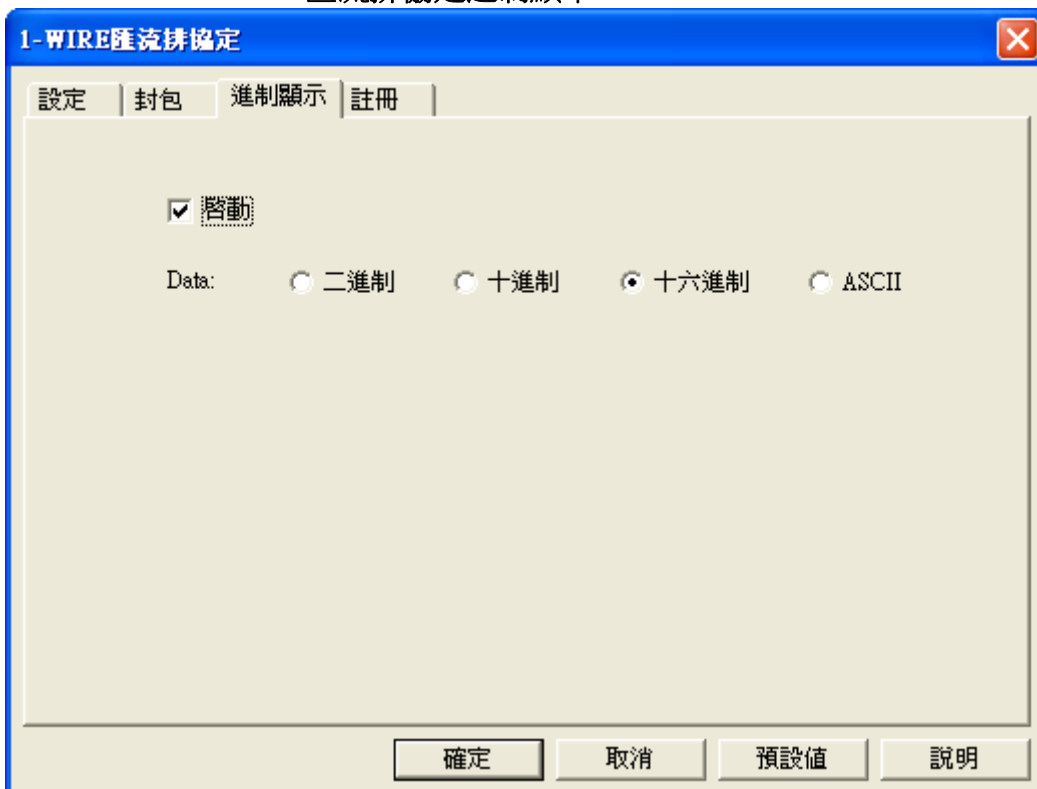 1-WIRE匯流排協定
設定 封包 進制顯示 註冊
啓動
Data: 二進制 十進制 十六進制 ASCII
確定 取消 預設值 說明